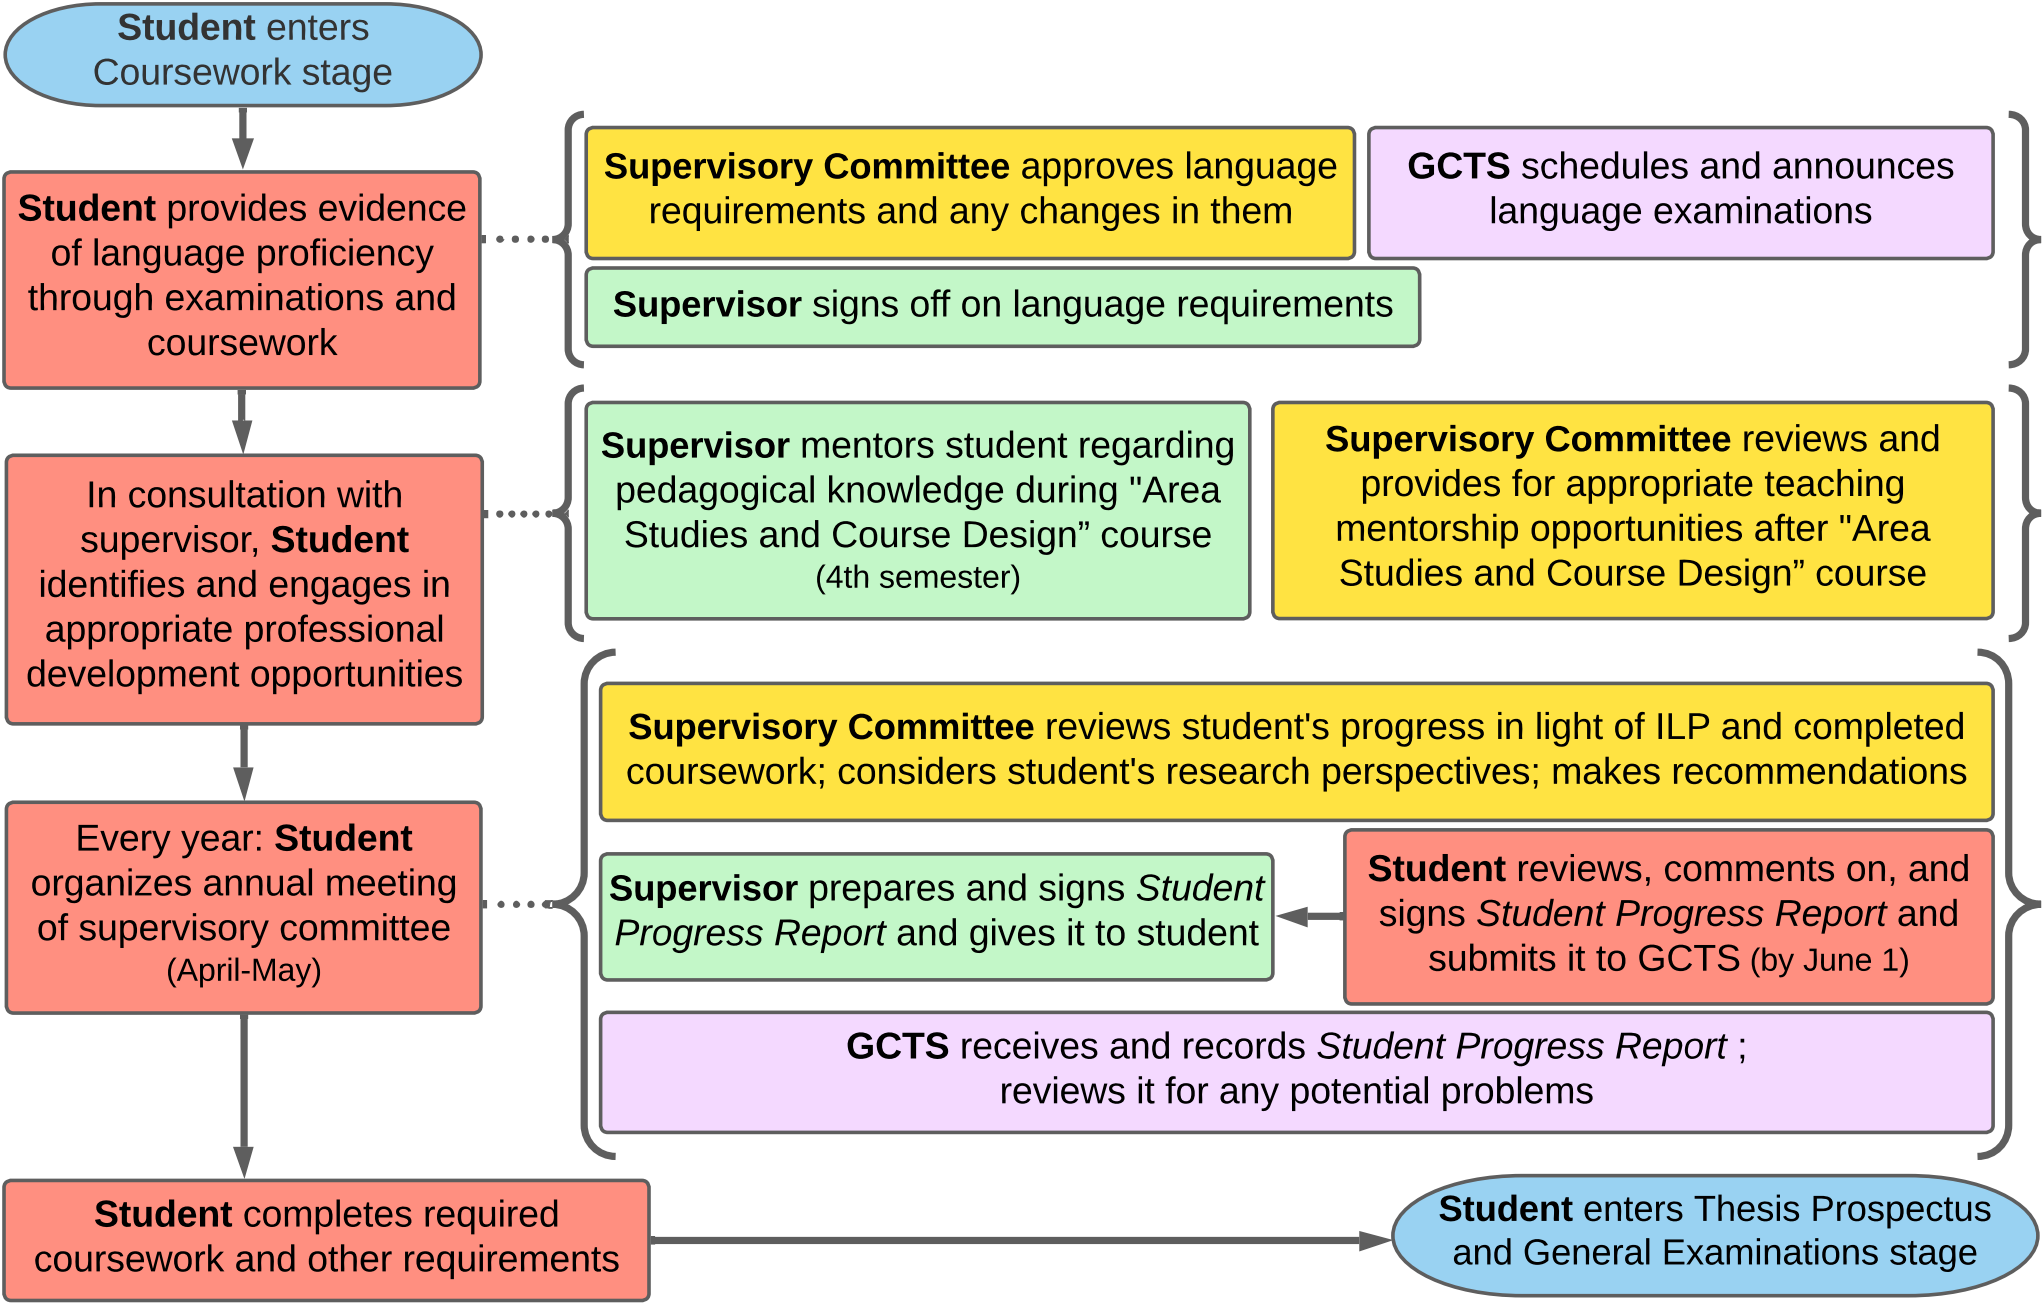 Student enters
Coursework stage
Student provides evidence
of language proficiency
through examinations and
coursework
Supervisory Committee approves language
requirements and any changes in them
GCTS schedules and announces
language examinations
Supervisor signs off on language requirements
In consultation with
supervisor, Student
identifies and engages in
appropriate professional
development opportunities
Supervisor mentors student regarding
pedagogical knowledge during "Area
Studies and Course Design” course
(4th semester)
Supervisory Committee reviews and
provides for appropriate teaching
mentorship opportunities after "Area
Studies and Course Design” course
Every year: Student
organizes annual meeting
of supervisory committee
(April-May)
Supervisory Committee reviews student's progress in light of ILP and completed
coursework; considers student's research perspectives; makes recommendations
Supervisor prepares and signs Student
Progress Report and gives it to student
Student reviews, comments on, and
signs Student Progress Report and
submits it to GCTS (by June 1)
GCTS receives and records Student Progress Report ;
reviews it for any potential problems
Student completes required
coursework and other requirements
Student enters Thesis Prospectus
and General Examinations stage